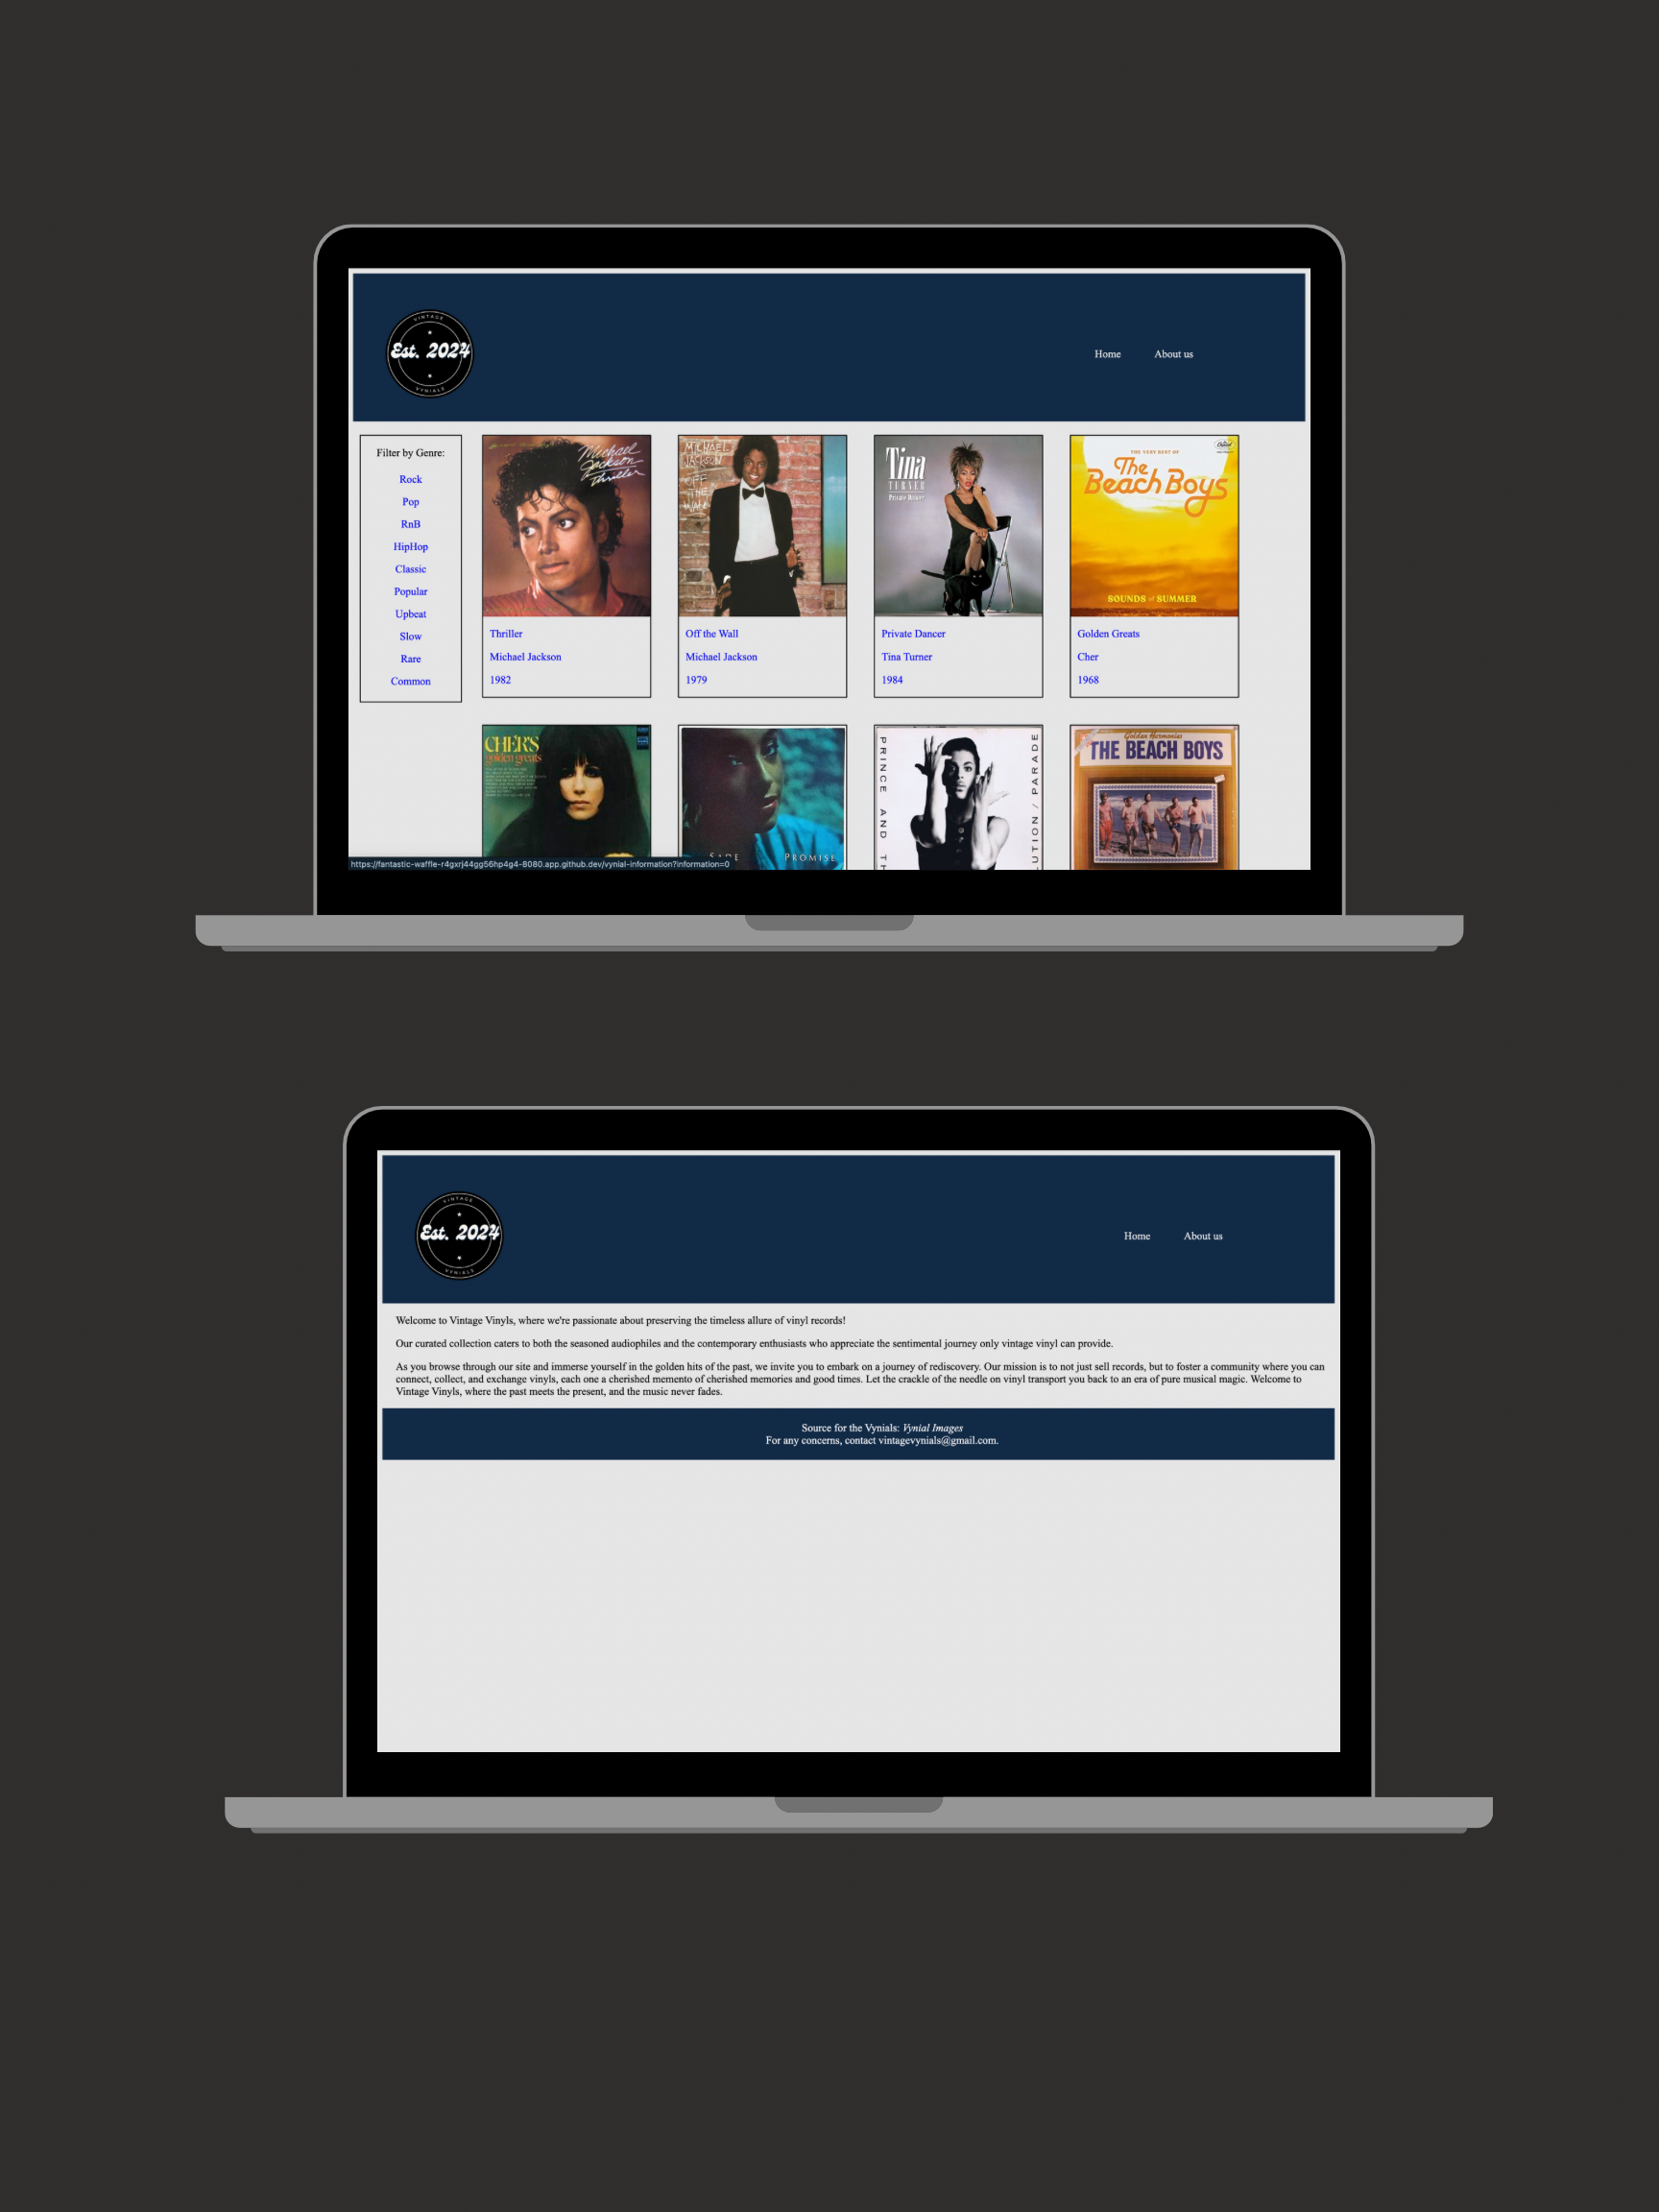 VINTAGE
Est. 2024
VYNIALS
Home
About us
Filter by Genre:
Rock
Pop
RnB
HipHop
Classic
Popular
Upbeat
Slow
Rare
Common
Michael
Jackson
Thriller
Thriller
Michael Jackson
1982
MICHAEL
JACKSON
OFF
THE
WALL
Off the Wall
Michael Jackson
1979
Tina
TURNER
Private Dancer
Private Dancer
Tina Turner
1984
THE VERY BEST OF
The
Beach Boys
SOUNDS of SUMMER
Golden Greats
Cher
1968
CHER'S
golden greats
SADE PROMISE
PRINCE AND TH
UTION / PARADE
Golden Harmonies
THE BEACH BOYS
https://fantastic-waffle-r4gxrj44gg56hp4g4-8080.app.github.dev/vynial-information?information=0
VINTAGE
Est. 2024
VYNIALS
Home
About us
Welcome to Vintage Vinyls, where we're passionate about preserving the timeless allure of vinyl records!
Our curated collection caters to both the seasoned audiophiles and the contemporary enthusiasts who appreciate the sentimental journey only vintage vinyl can provide.
As you browse through our site and immerse yourself in the golden hits of the past, we invite you to embark on a journey of rediscovery. Our mission is to not just sell records, but to foster a community where you can
connect, collect, and exchange vinyls, each one a cherished memento of cherished memories and good times. Let the crackle of the needle on vinyl transport you back to an era of pure musical magic. Welcome to
Vintage Vinyls, where the past meets the present, and the music never fades.
Source for the Vynials: Vynial Images
For any concerns, contact vintagevynials@gmail.com.